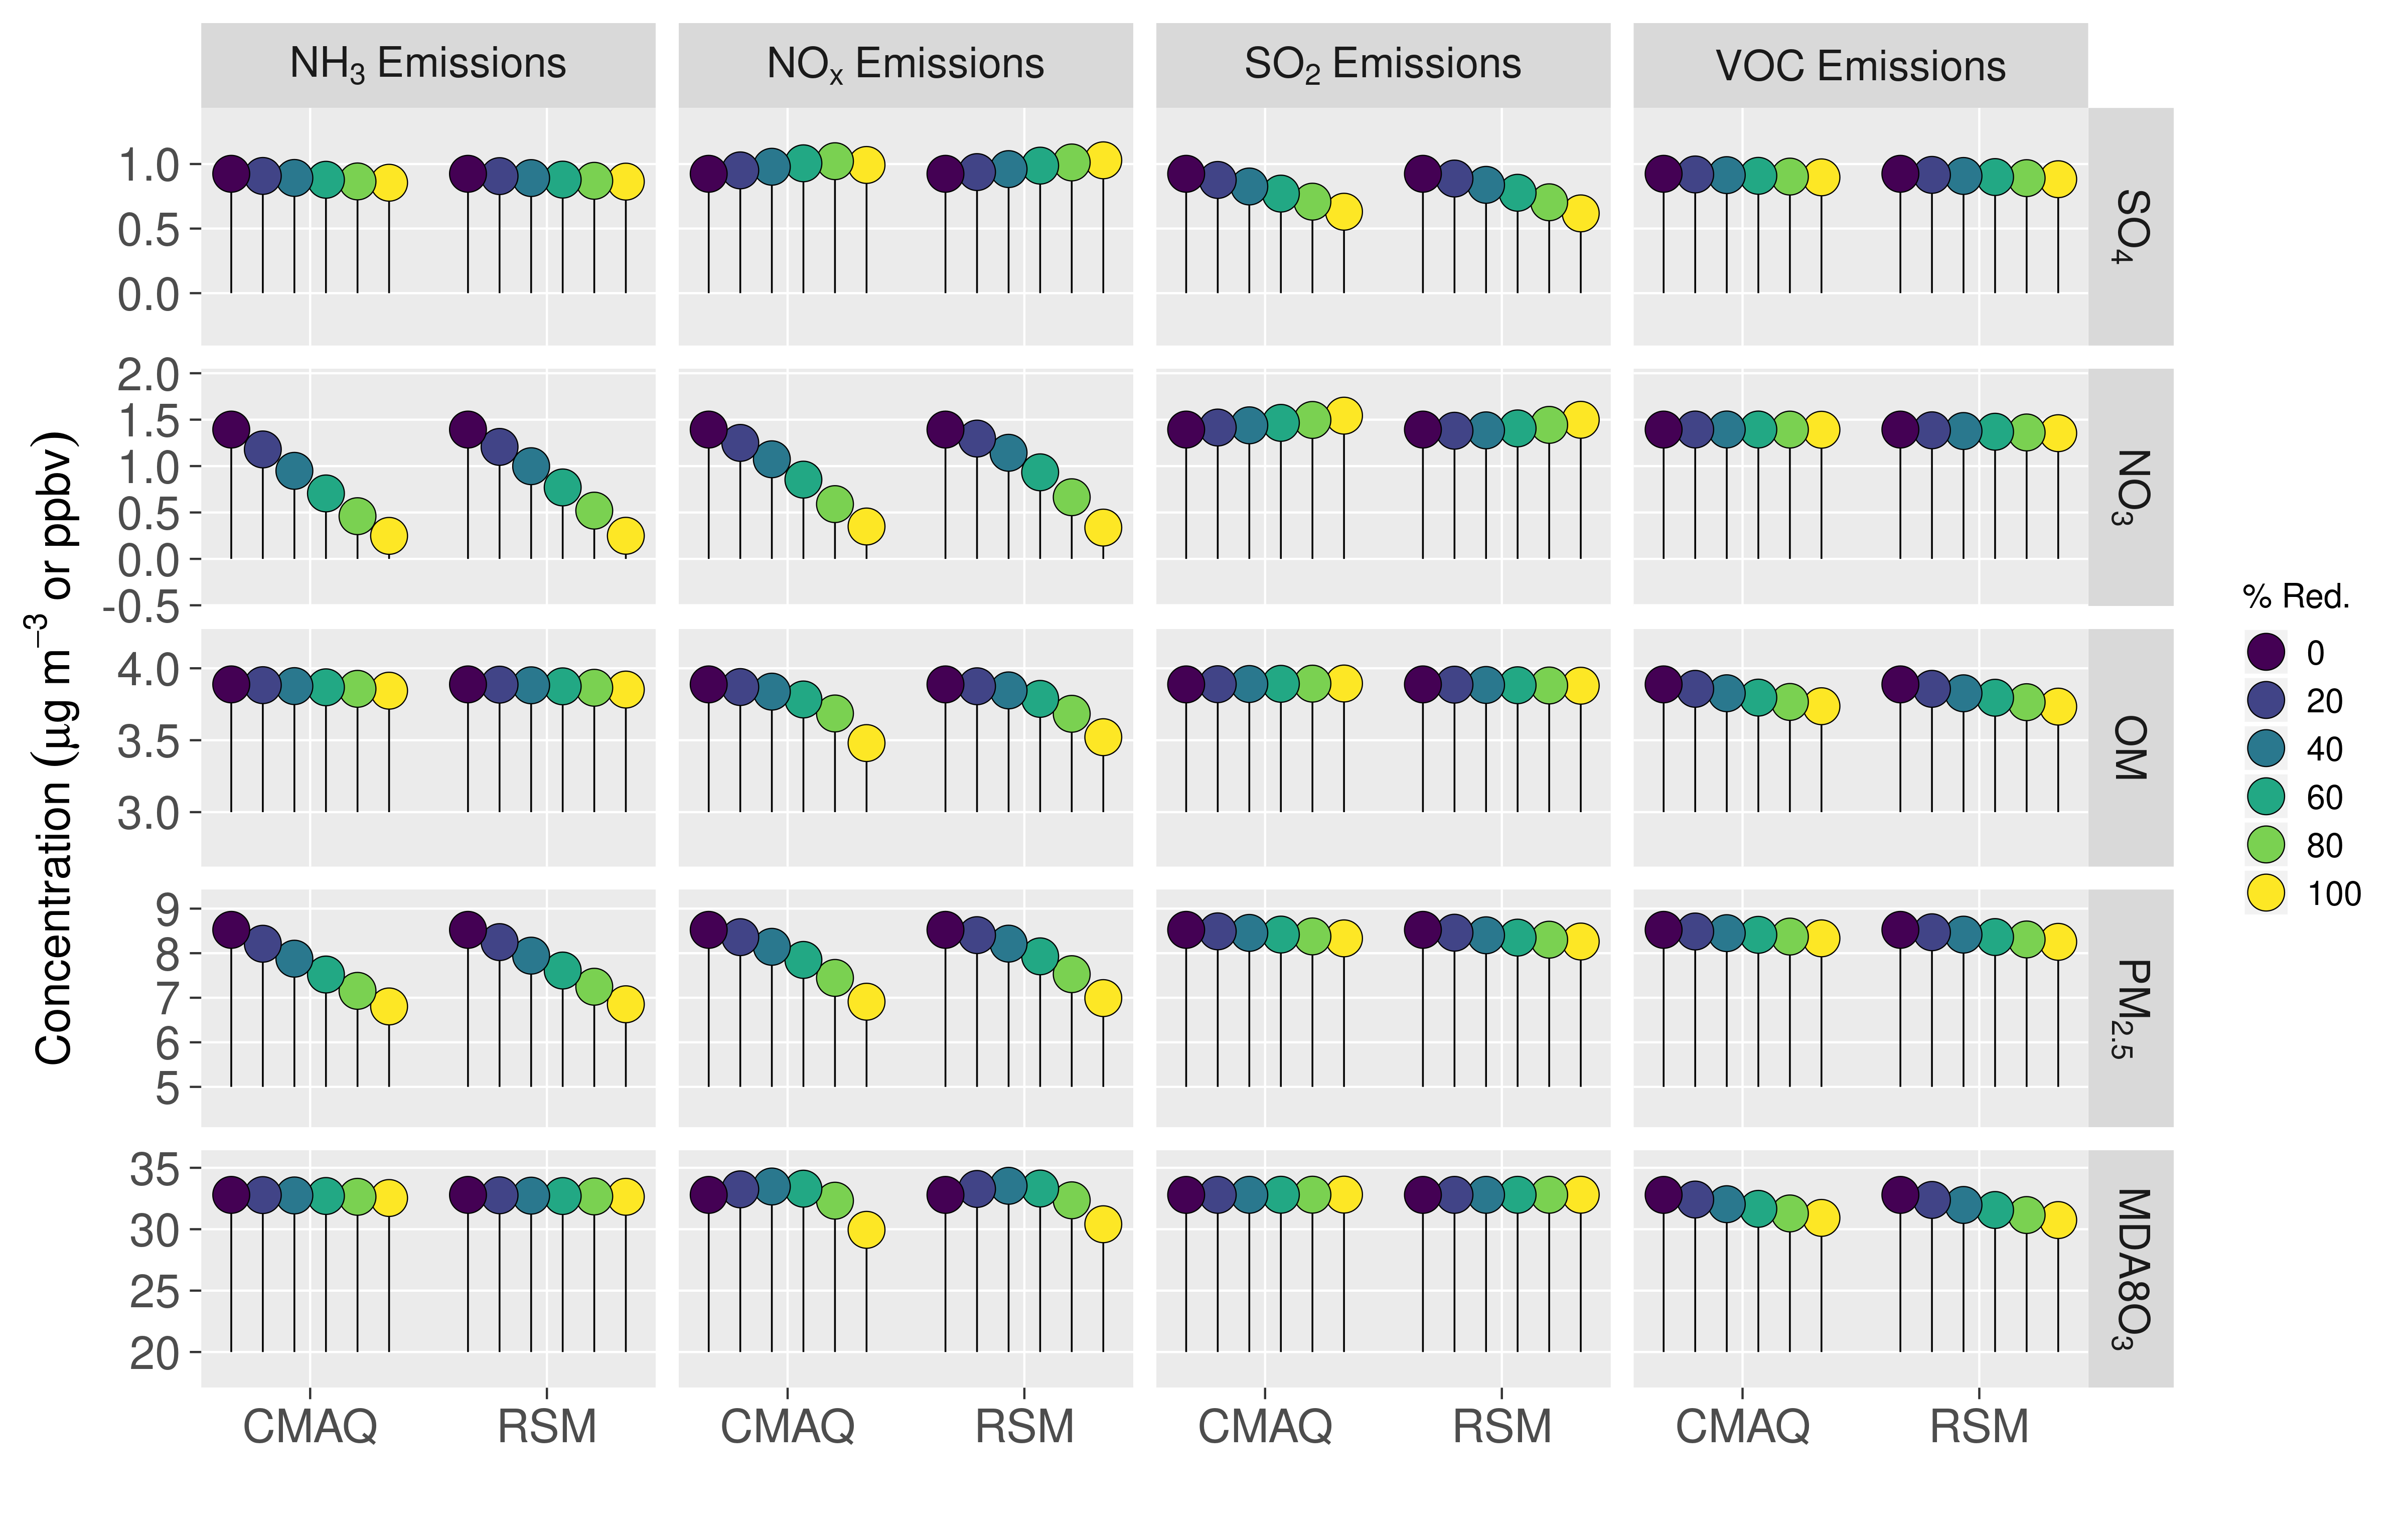 NH₃ Emissions
NOₓ Emissions
SO₂ Emissions
VOC Emissions
Concentration (μg m⁻³ or ppbv)
1.0
0.5
0.0
SO₄
2.0
1.5
1.0
0.5
0.0
-0.5
NO₃
4.0
3.5
3.0
OM
9
8
7
6
5
PM₂.₅
35
30
25
20
MDA8O₃
CMAQ
RSM
CMAQ
RSM
CMAQ
RSM
CMAQ
RSM
% Red.
0
20
40
60
80
100